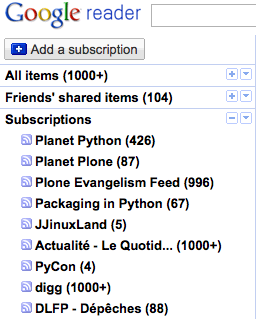 Google reader
Add a subscription
All items (1000+)
Friends' shared items (104)
Subscriptions
Planet Python (426)
Planet Plone (87)
Plone Evangelism Feed (996)
Packaging in Python (67)
JJinuxLand (5)
Actualité - Le Quotid... (1000+)
PyCon (4)
digg (1000+)
DLFP - Dépêches (88)